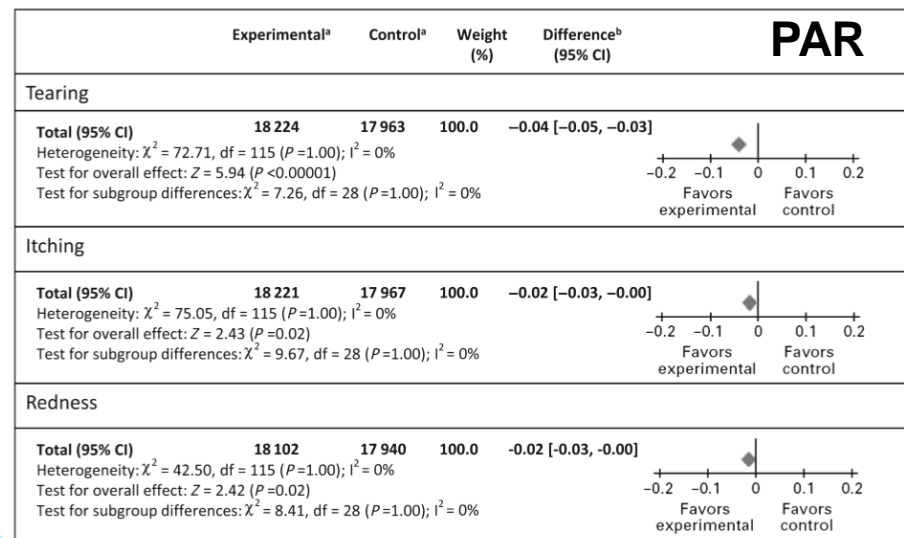 Experimentalᵃ Controlᵃ Weight (%) Differenceᵇ (95% CI) PAR
Tearing
Total (95% CI) 18 224 17 963 100.0 −0.04 [−0.05, −0.03]
Heterogeneity: χ² = 72.71, df = 115 (P =1.00); I² = 0%
Test for overall effect: Z = 5.94 (P <0.00001)
Test for subgroup differences: χ² = 7.26, df = 28 (P =1.00); I² = 0%
−0.2 −0.1 0 0.1 0.2
Favors experimental Favors control
Itching
Total (95% CI) 18 221 17 967 100.0 −0.02 [−0.03, −0.00]
Heterogeneity: χ² = 75.05, df = 115 (P =1.00); I² = 0%
Test for overall effect: Z = 2.43 (P =0.02)
Test for subgroup differences: χ² = 9.67, df = 28 (P =1.00); I² = 0%
−0.2 −0.1 0 0.1 0.2
Favors experimental Favors control
Redness
Total (95% CI) 18 102 17 940 100.0 -0.02 [-0.03, -0.00]
Heterogeneity: χ² = 42.50, df = 115 (P =1.00); I² = 0%
Test for overall effect: Z = 2.42 (P =0.02)
Test for subgroup differences: χ² = 8.41, df = 28 (P =1.00); I² = 0%
−0.2 −0.1 0 0.1 0.2
Favors experimental Favors control